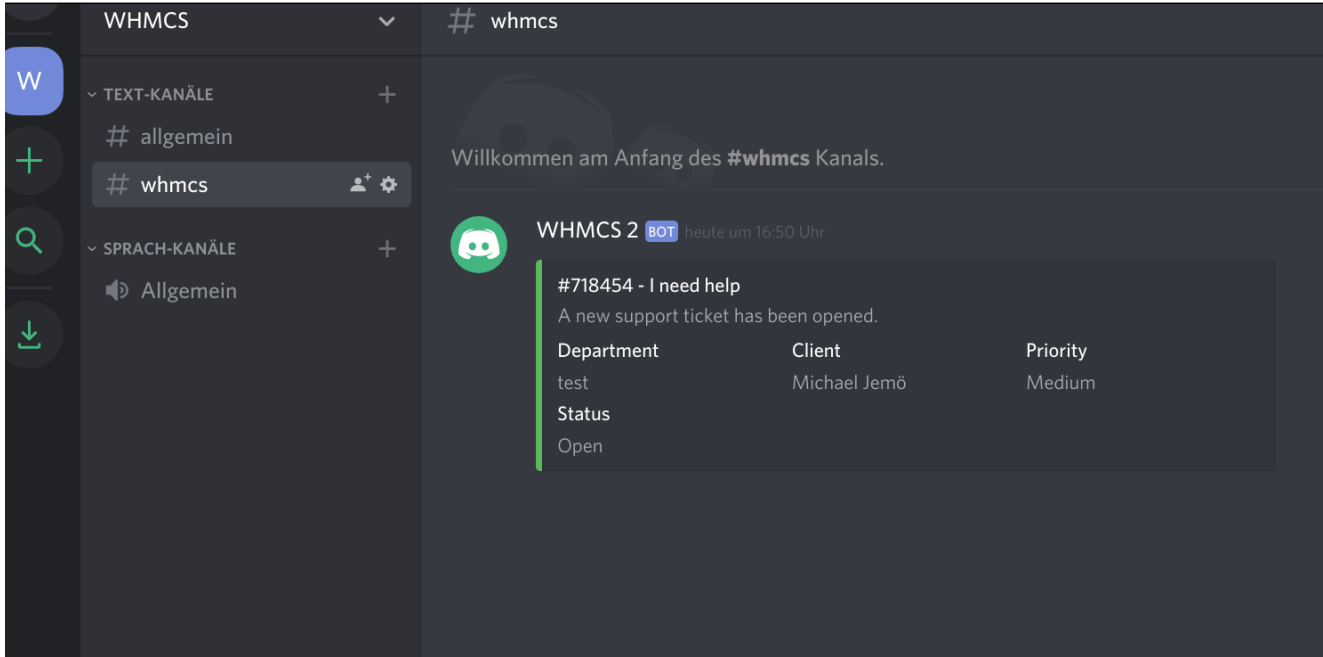 WHMCS
# whmcs
W
TEXT-KANÄLE
# allgemein
# whmcs
SPRACH-KANÄLE
Allgemein
Willkommen am Anfang des #whmcs Kanals.
WHMCS 2 BOT heute um 16:50 Uhr
#718454 - I need help
A new support ticket has been opened.
Department Client Priority
test Michael Jemö Medium
Status
Open